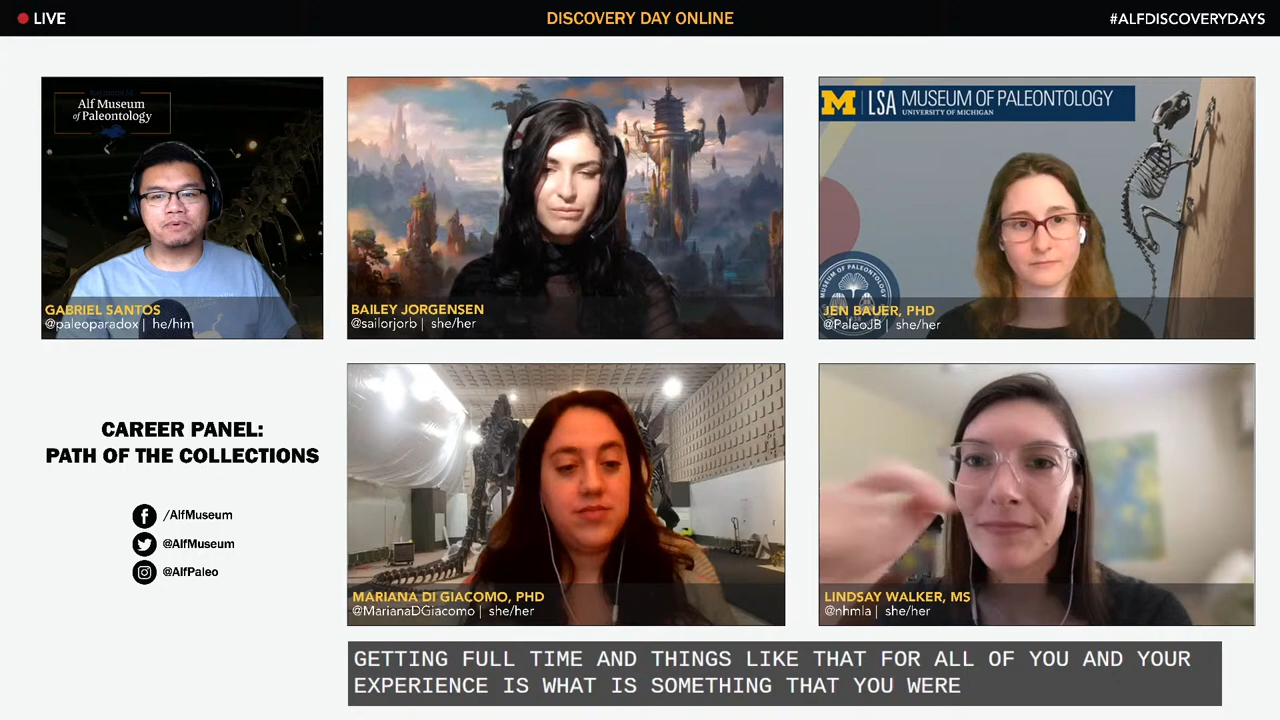 LIVE
DISCOVERY DAY ONLINE
#ALFDISCOVERYDAYS
Alf Museum
of Paleontology
GABRIEL SANTOS
@paleoparadox | he/him
BAILEY JORGENSEN
@sailorjorb | she/her
M LSA MUSEUM OF PALEONTOLOGY
UNIVERSITY OF MICHIGAN
MUSEUM OF PALEONTOLOGY
JEN BAUER, PHD
@PaleoJB | she/her
CAREER PANEL:
PATH OF THE COLLECTIONS
/AlfMuseum
@AlfMuseum
@AlfPaleo
MARIANA DI GIACOMO, PHD
@MarianaDGiacomo | she/her
LINDSAY WALKER, MS
@nhmla | she/her
GETTING FULL TIME AND THINGS LIKE THAT FOR ALL OF YOU AND YOUR
EXPERIENCE IS WHAT IS SOMETHING THAT YOU WERE